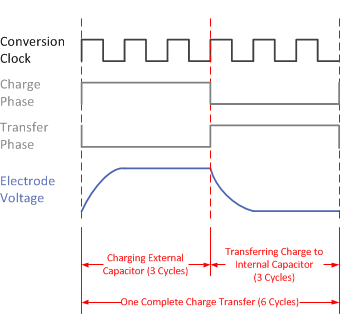 Conversion
Clock
Charge
Phase
Transfer
Phase
Electrode
Voltage
Charging External
Capacitor (3 Cycles)
Transferring Charge to
Internal Capacitor
(3 Cycles)
One Complete Charge Transfer (6 Cycles)